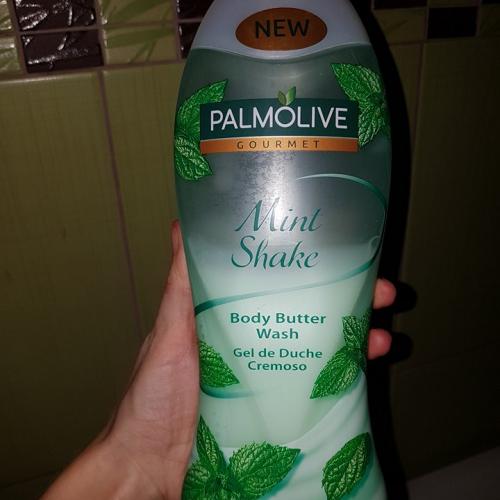 NEW
PALMOLIVE
GOURMET
Mint
Shake
Body Butter
Wash
Gel de Duche
Cremoso